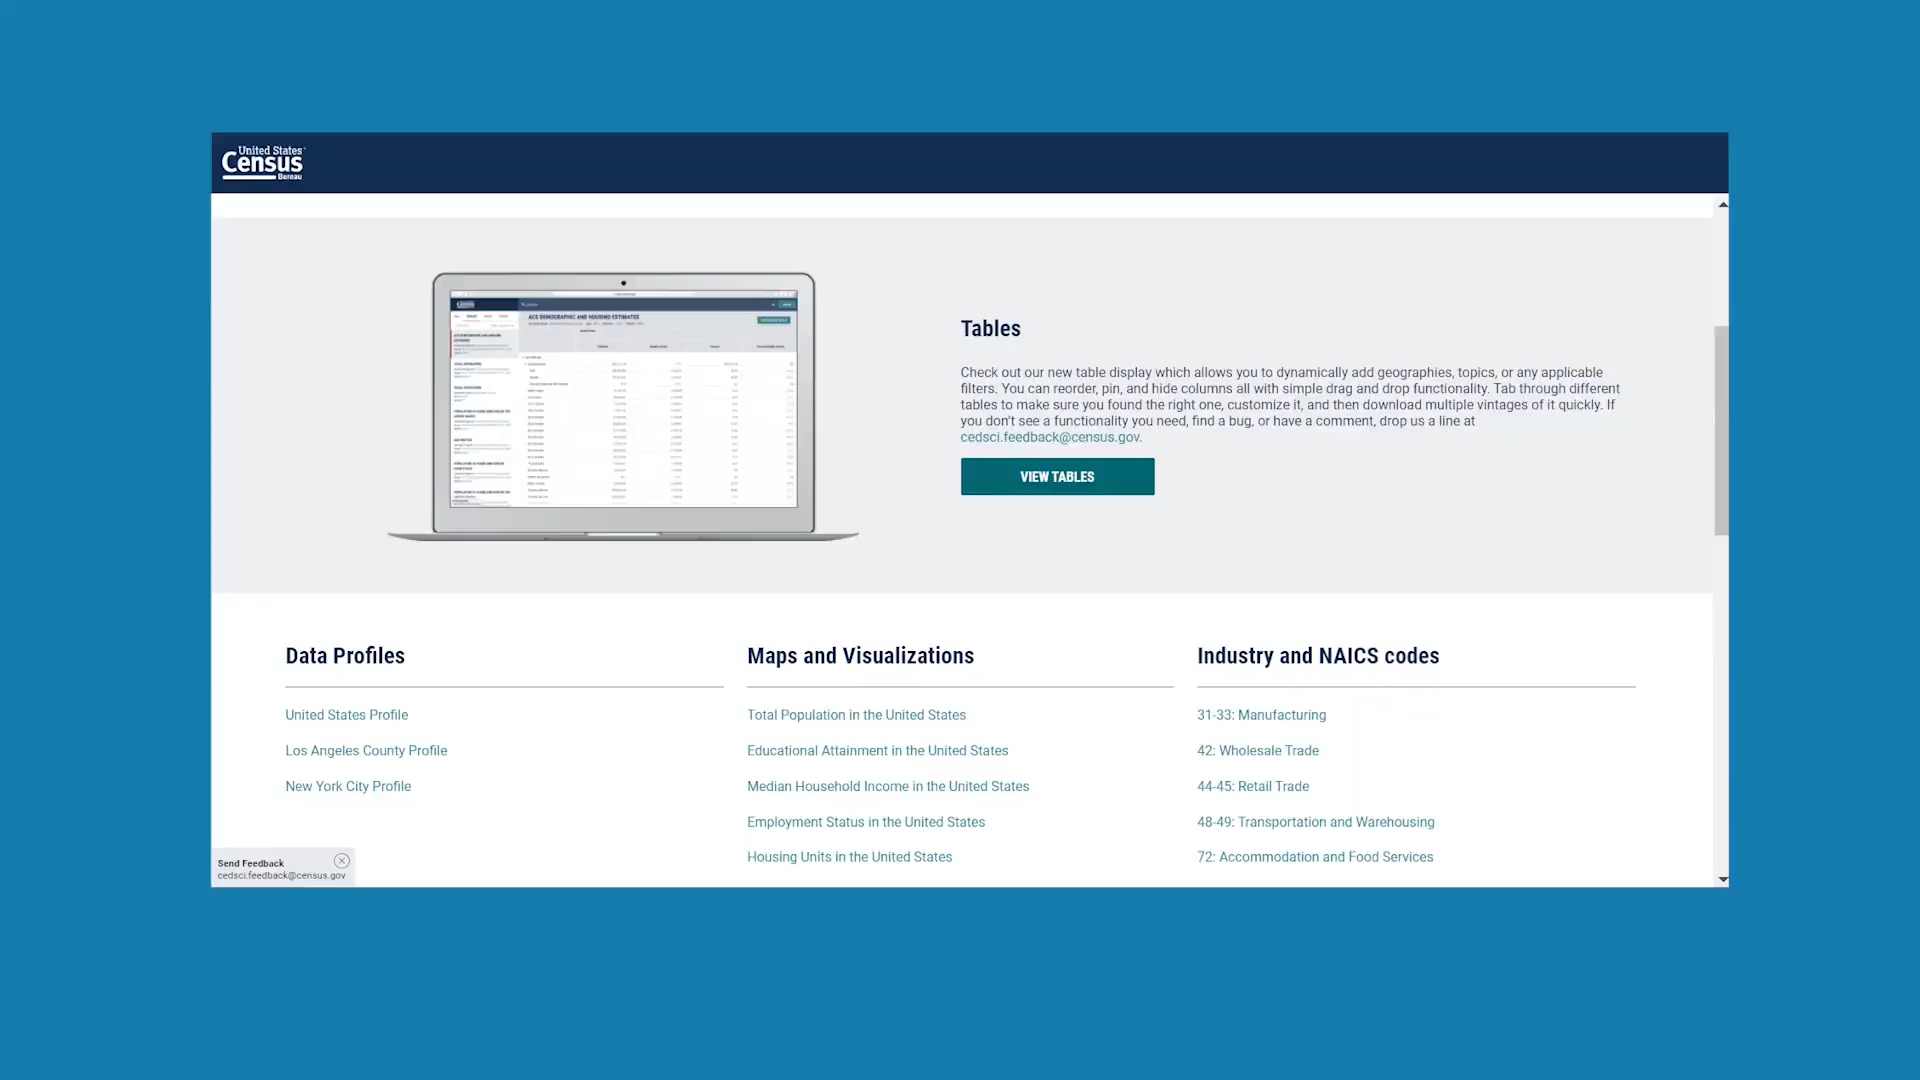 United States
Census
Bureau
ACS DEMOGRAPHIC AND HOUSING ESTIMATES
Tables
Check out our new table display which allows you to dynamically add geographies, topics, or any applicable
filters. You can reorder, pin, and hide columns all with simple drag and drop functionality. Tab through different
tables to make sure you found the right one, customize it, and then download multiple vintages of it quickly. If
you don't see a functionality you need, find a bug, or have a comment, drop us a line at
cedsci.feedback@census.gov.
VIEW TABLES
Data Profiles
United States Profile
Los Angeles County Profile
New York City Profile
Maps and Visualizations
Total Population in the United States
Educational Attainment in the United States
Median Household Income in the United States
Employment Status in the United States
Housing Units in the United States
Industry and NAICS codes
31-33: Manufacturing
42: Wholesale Trade
44-45: Retail Trade
48-49: Transportation and Warehousing
72: Accommodation and Food Services
Send Feedback
cedsci.feedback@census.gov